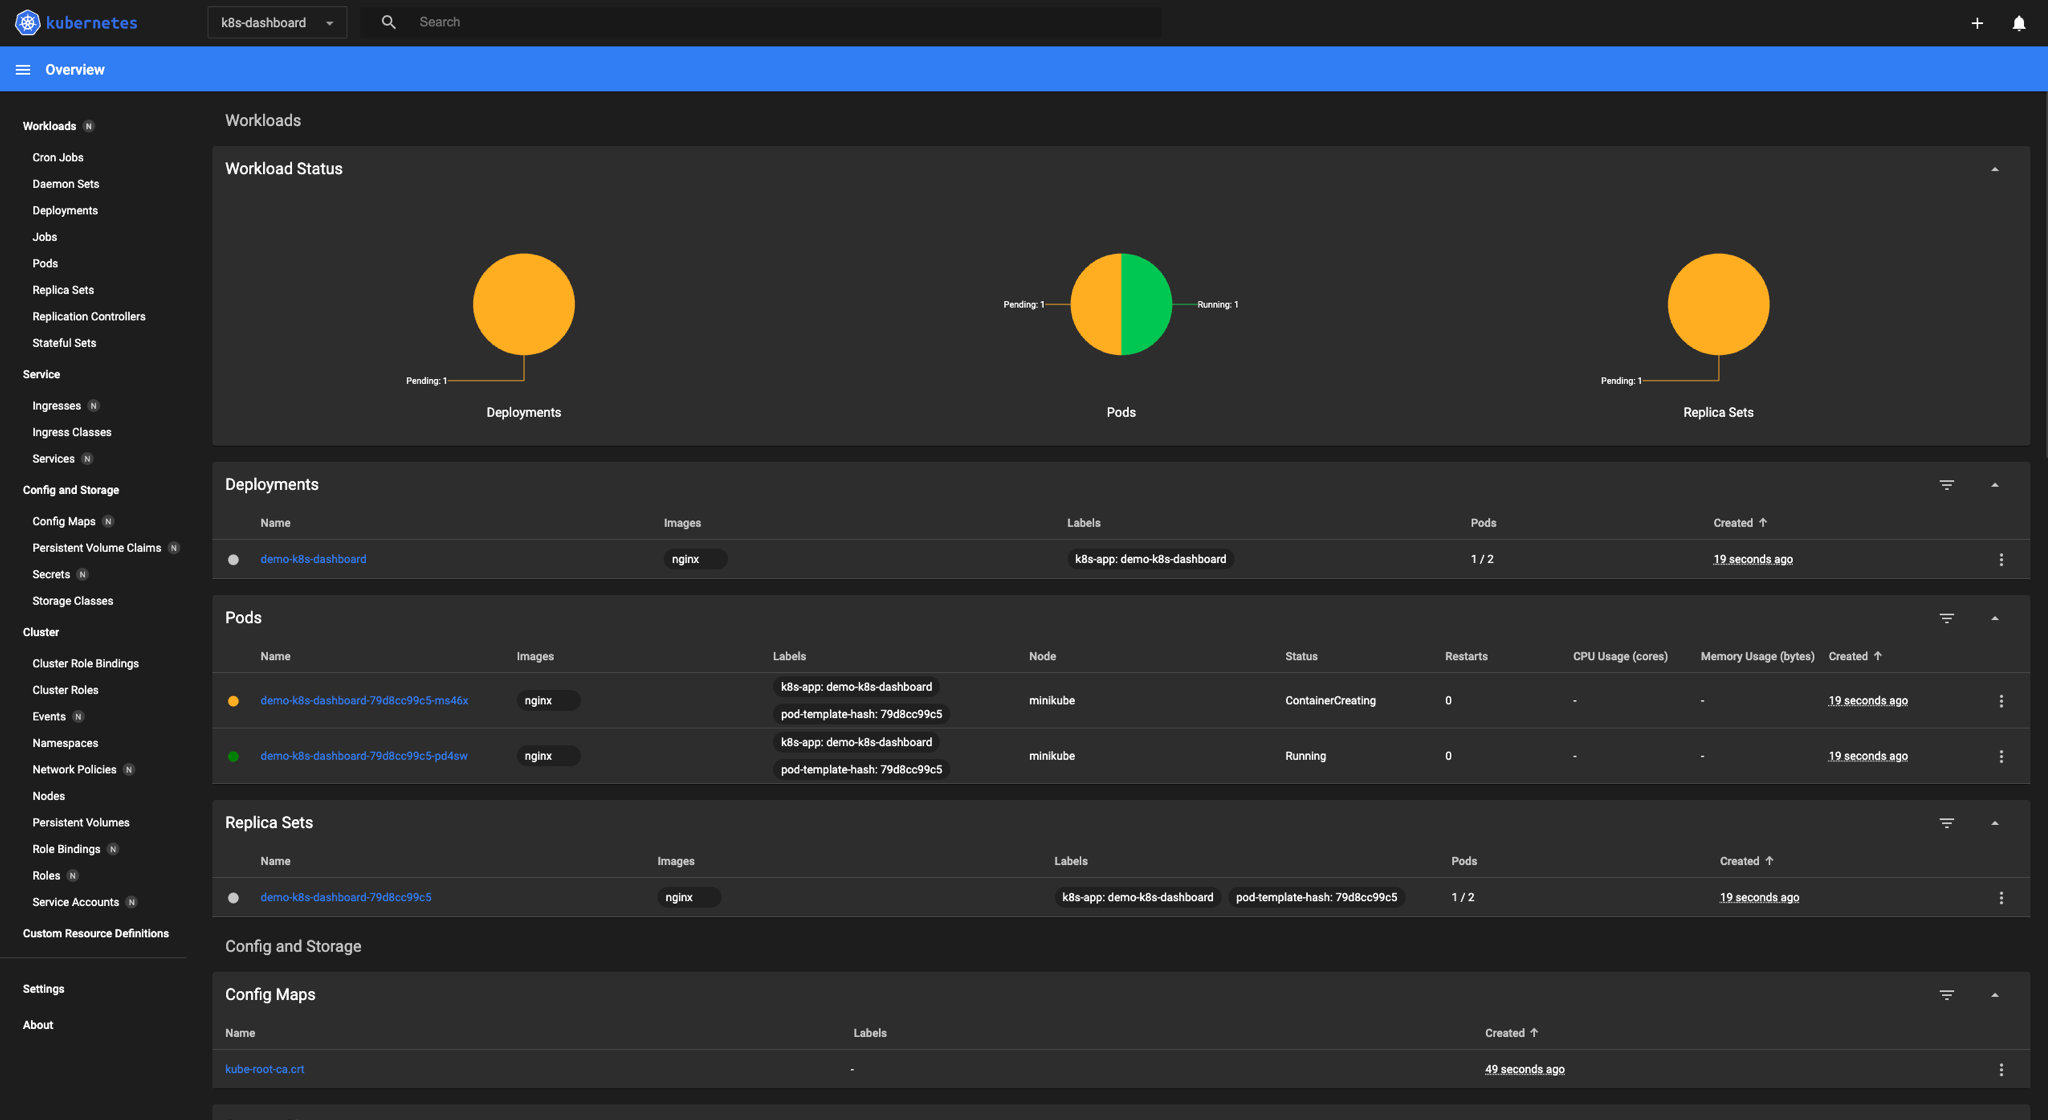 kubernetes
k8s-dashboard
Search
Overview
Workloads N
Cron Jobs
Daemon Sets
Deployments
Jobs
Pods
Replica Sets
Replication Controllers
Stateful Sets
Service
Ingresses N
Ingress Classes
Services N
Config and Storage
Config Maps N
Persistent Volume Claims N
Secrets N
Storage Classes
Cluster
Cluster Role Bindings
Cluster Roles
Events N
Namespaces
Network Policies N
Nodes
Persistent Volumes
Role Bindings N
Roles N
Service Accounts N
Custom Resource Definitions
Settings
About
Workloads
Workload Status
Pending: 1
Deployments
Pending: 1 Running: 1
Pods
Pending: 1
Replica Sets
Deployments
Name Images Labels Pods Created
demo-k8s-dashboard nginx k8s-app: demo-k8s-dashboard 1 / 2 19 seconds ago
Pods
Name Images Labels Node Status Restarts CPU Usage (cores) Memory Usage (bytes) Created
demo-k8s-dashboard-79d8cc99c5-ms46x nginx k8s-app: demo-k8s-dashboard minikube ContainerCreating 0 - - 19 seconds ago
pod-template-hash: 79d8cc99c5
demo-k8s-dashboard-79d8cc99c5-pd4sw nginx k8s-app: demo-k8s-dashboard minikube Running 0 - - 19 seconds ago
pod-template-hash: 79d8cc99c5
Replica Sets
Name Images Labels Pods Created
demo-k8s-dashboard-79d8cc99c5 nginx k8s-app: demo-k8s-dashboard pod-template-hash: 79d8cc99c5 1 / 2 19 seconds ago
Config and Storage
Config Maps
Name Labels Created
kube-root-ca.crt - 49 seconds ago